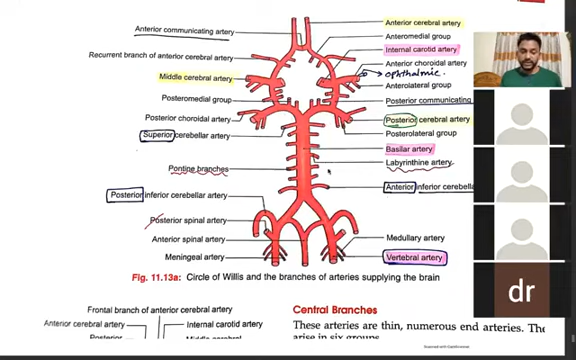 Anterior communicating artery
Recurrent branch of anterior cerebral artery
Middle cerebral artery
Posteromedial group
Posterior choroidal artery
Superior cerebellar artery
Pontine branches
Posterior inferior cerebellar artery
Posterior spinal artery
Anterior spinal artery
Meningeal artery
Anterior cerebral artery
Anteromedial group
Internal carotid artery
Anterior choroidal artery
ophthalmic.
Anterolateral group
Posterior communicating
Posterior cerebral artery
Posterolateral group
Basilar artery
Labyrinthine artery
Anterior inferior cerebella
Medullary artery
Vertebral artery
Fig. 11.13a: Circle of Willis and the branches of arteries supplying the brain
Frontal branch of anterior cerebral artery
Anterior cerebral artery
Internal carotid artery
Central Branches
These arteries are thin, numerous end arteries. The
arise in six groups
dr